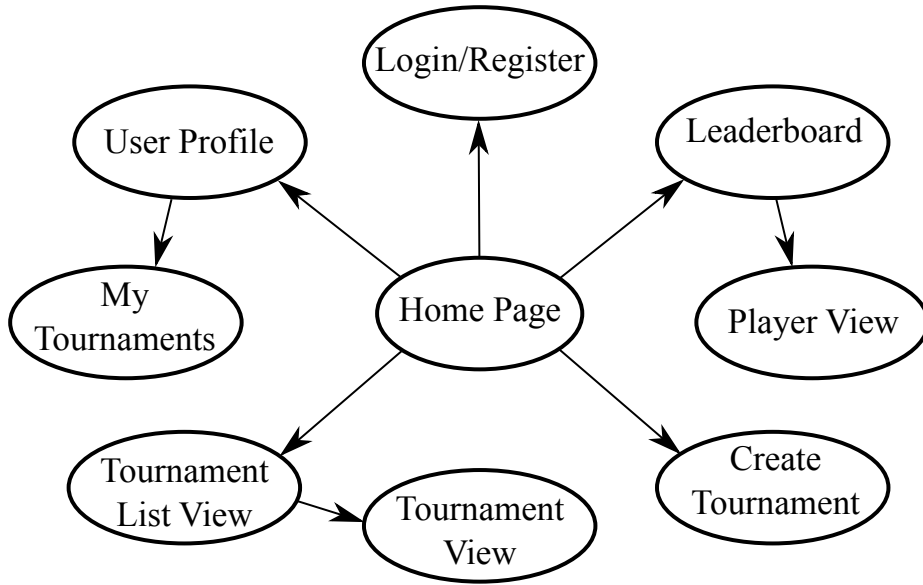 Login/Register
User Profile
Leaderboard
My
Tournaments
Home Page
Player View
Tournament
List View
Tournament
View
Create
Tournament